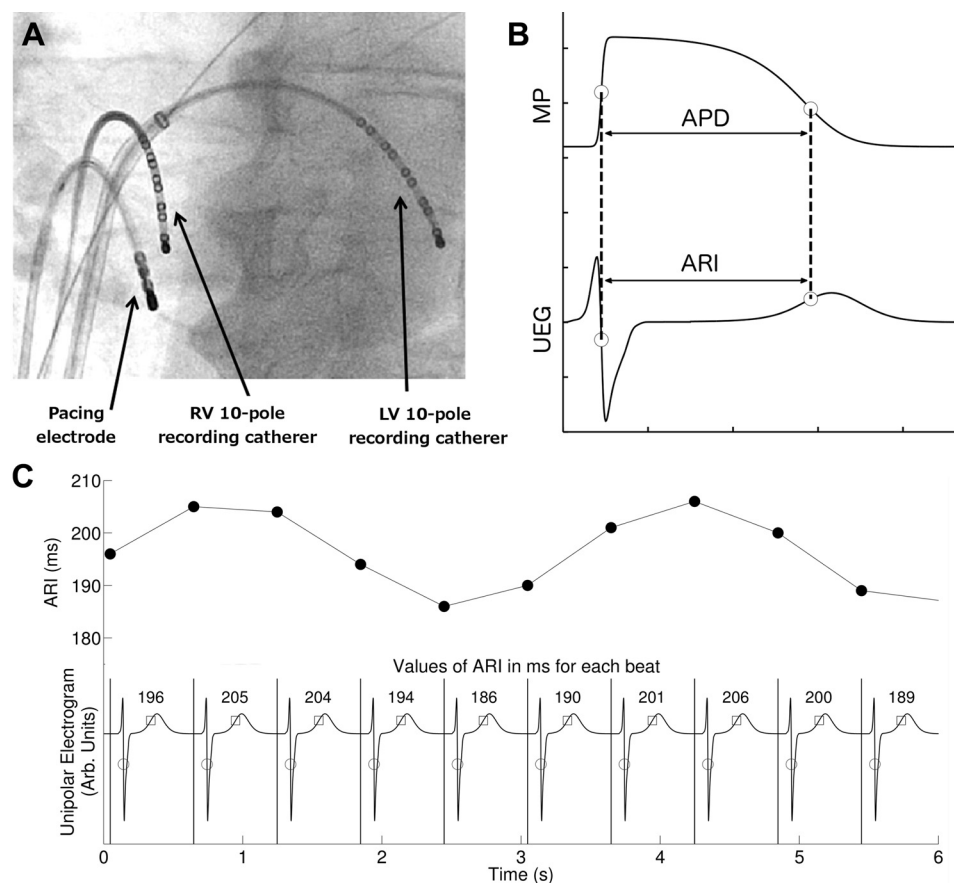 A
Pacing
electrode
RV 10-pole
recording catherer
LV 10-pole
recording catherer
B
MP
APD
UEG
ARI
C
ARI (ms)
210
200
190
180
Values of ARI in ms for each beat
196 205 204 194 186 190 201 206 200 189
Unipolar Electrogram
(Arb. Units)
0 1 2 3 4 5 6
Time (s)